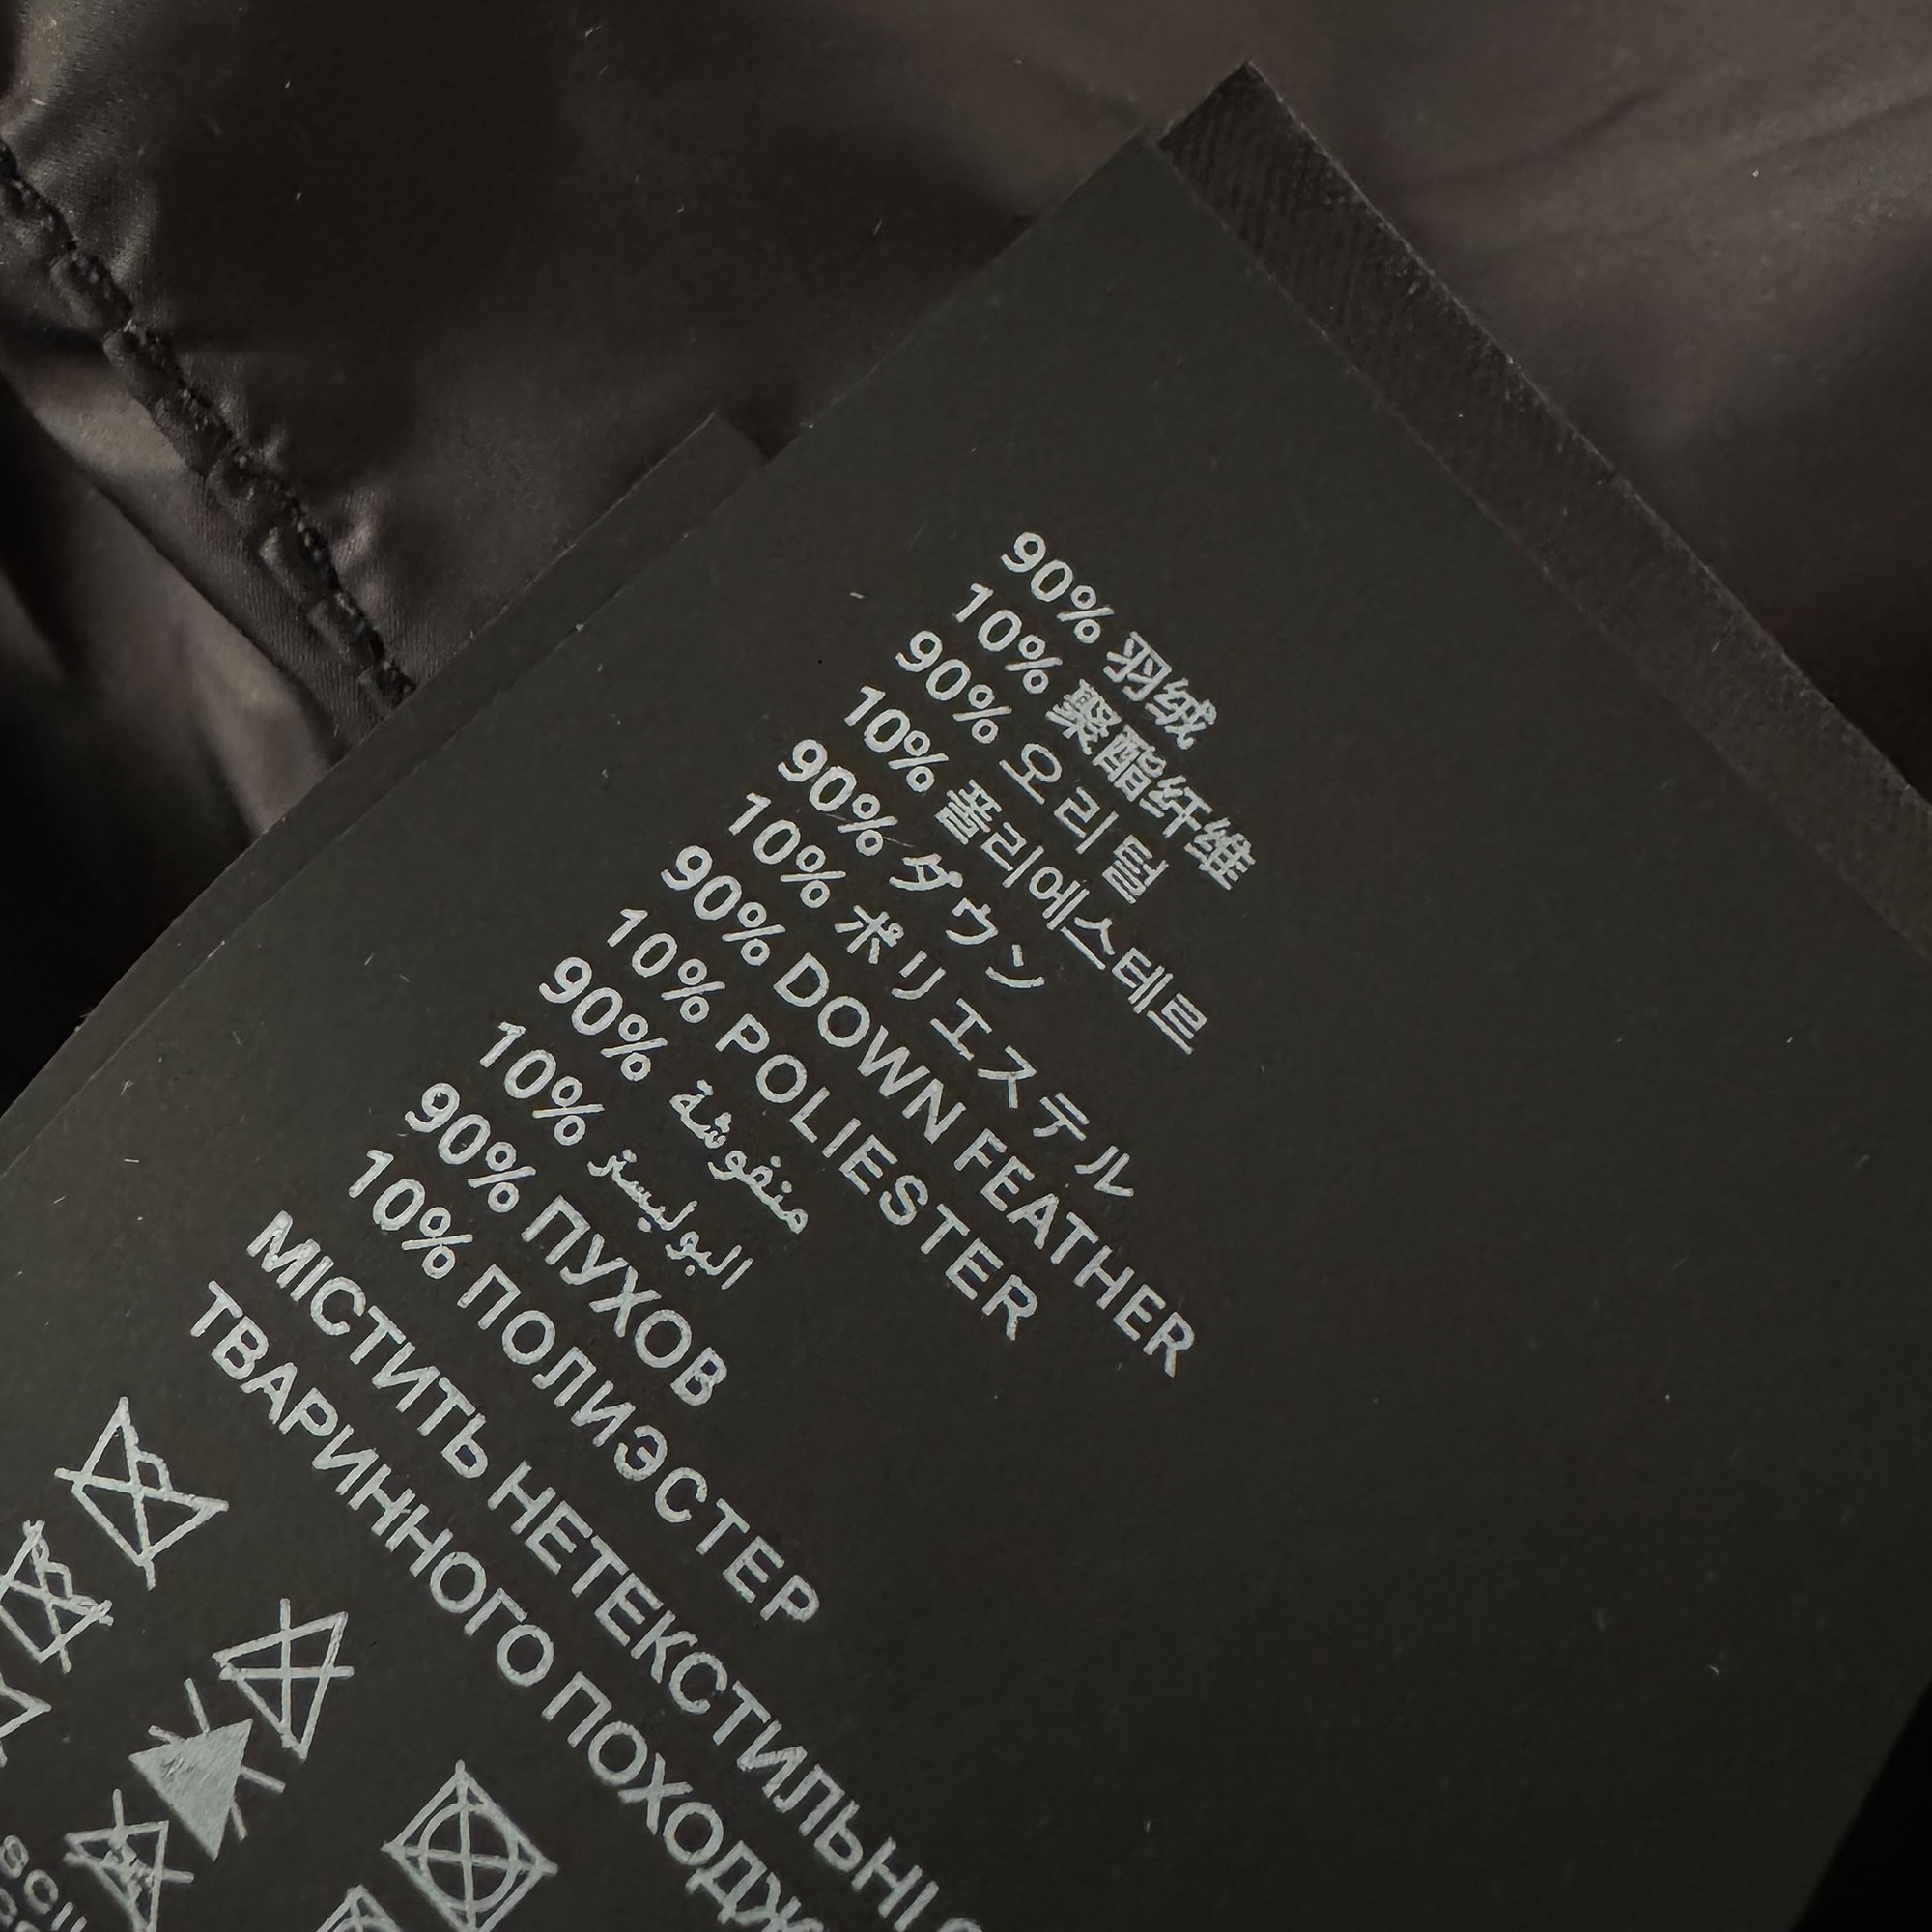 90% 羽绒
10% 聚酯纤维
90% 오리털
10% 폴리에스테르
90% ダウン
10% ポリエステル
90% DOWN FEATHER
10% POLIESTER
90% منفوشة
10% البوليستر
90% ПУХОВ
10% ПОЛИЭСТЕР
МІСТИТЬ НЕТЕКСТИЛЬНІ
ТВАРИННОГО